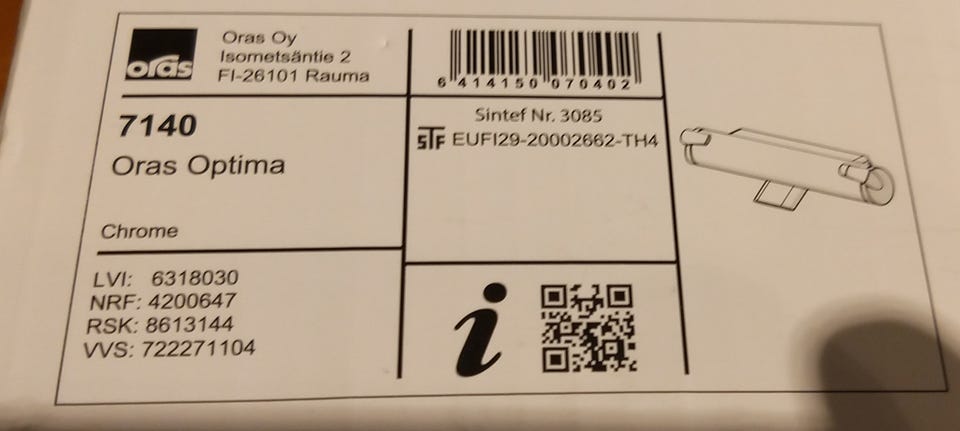 oras
Oras Oy
Isometsäntie 2
FI-26101 Rauma
6 414150 070402
7140
Oras Optima
Chrome
Sintef Nr. 3085
STF EUFI29-20002662-TH4
LVI: 6318030
NRF: 4200647
RSK: 8613144
VVS: 722271104
i